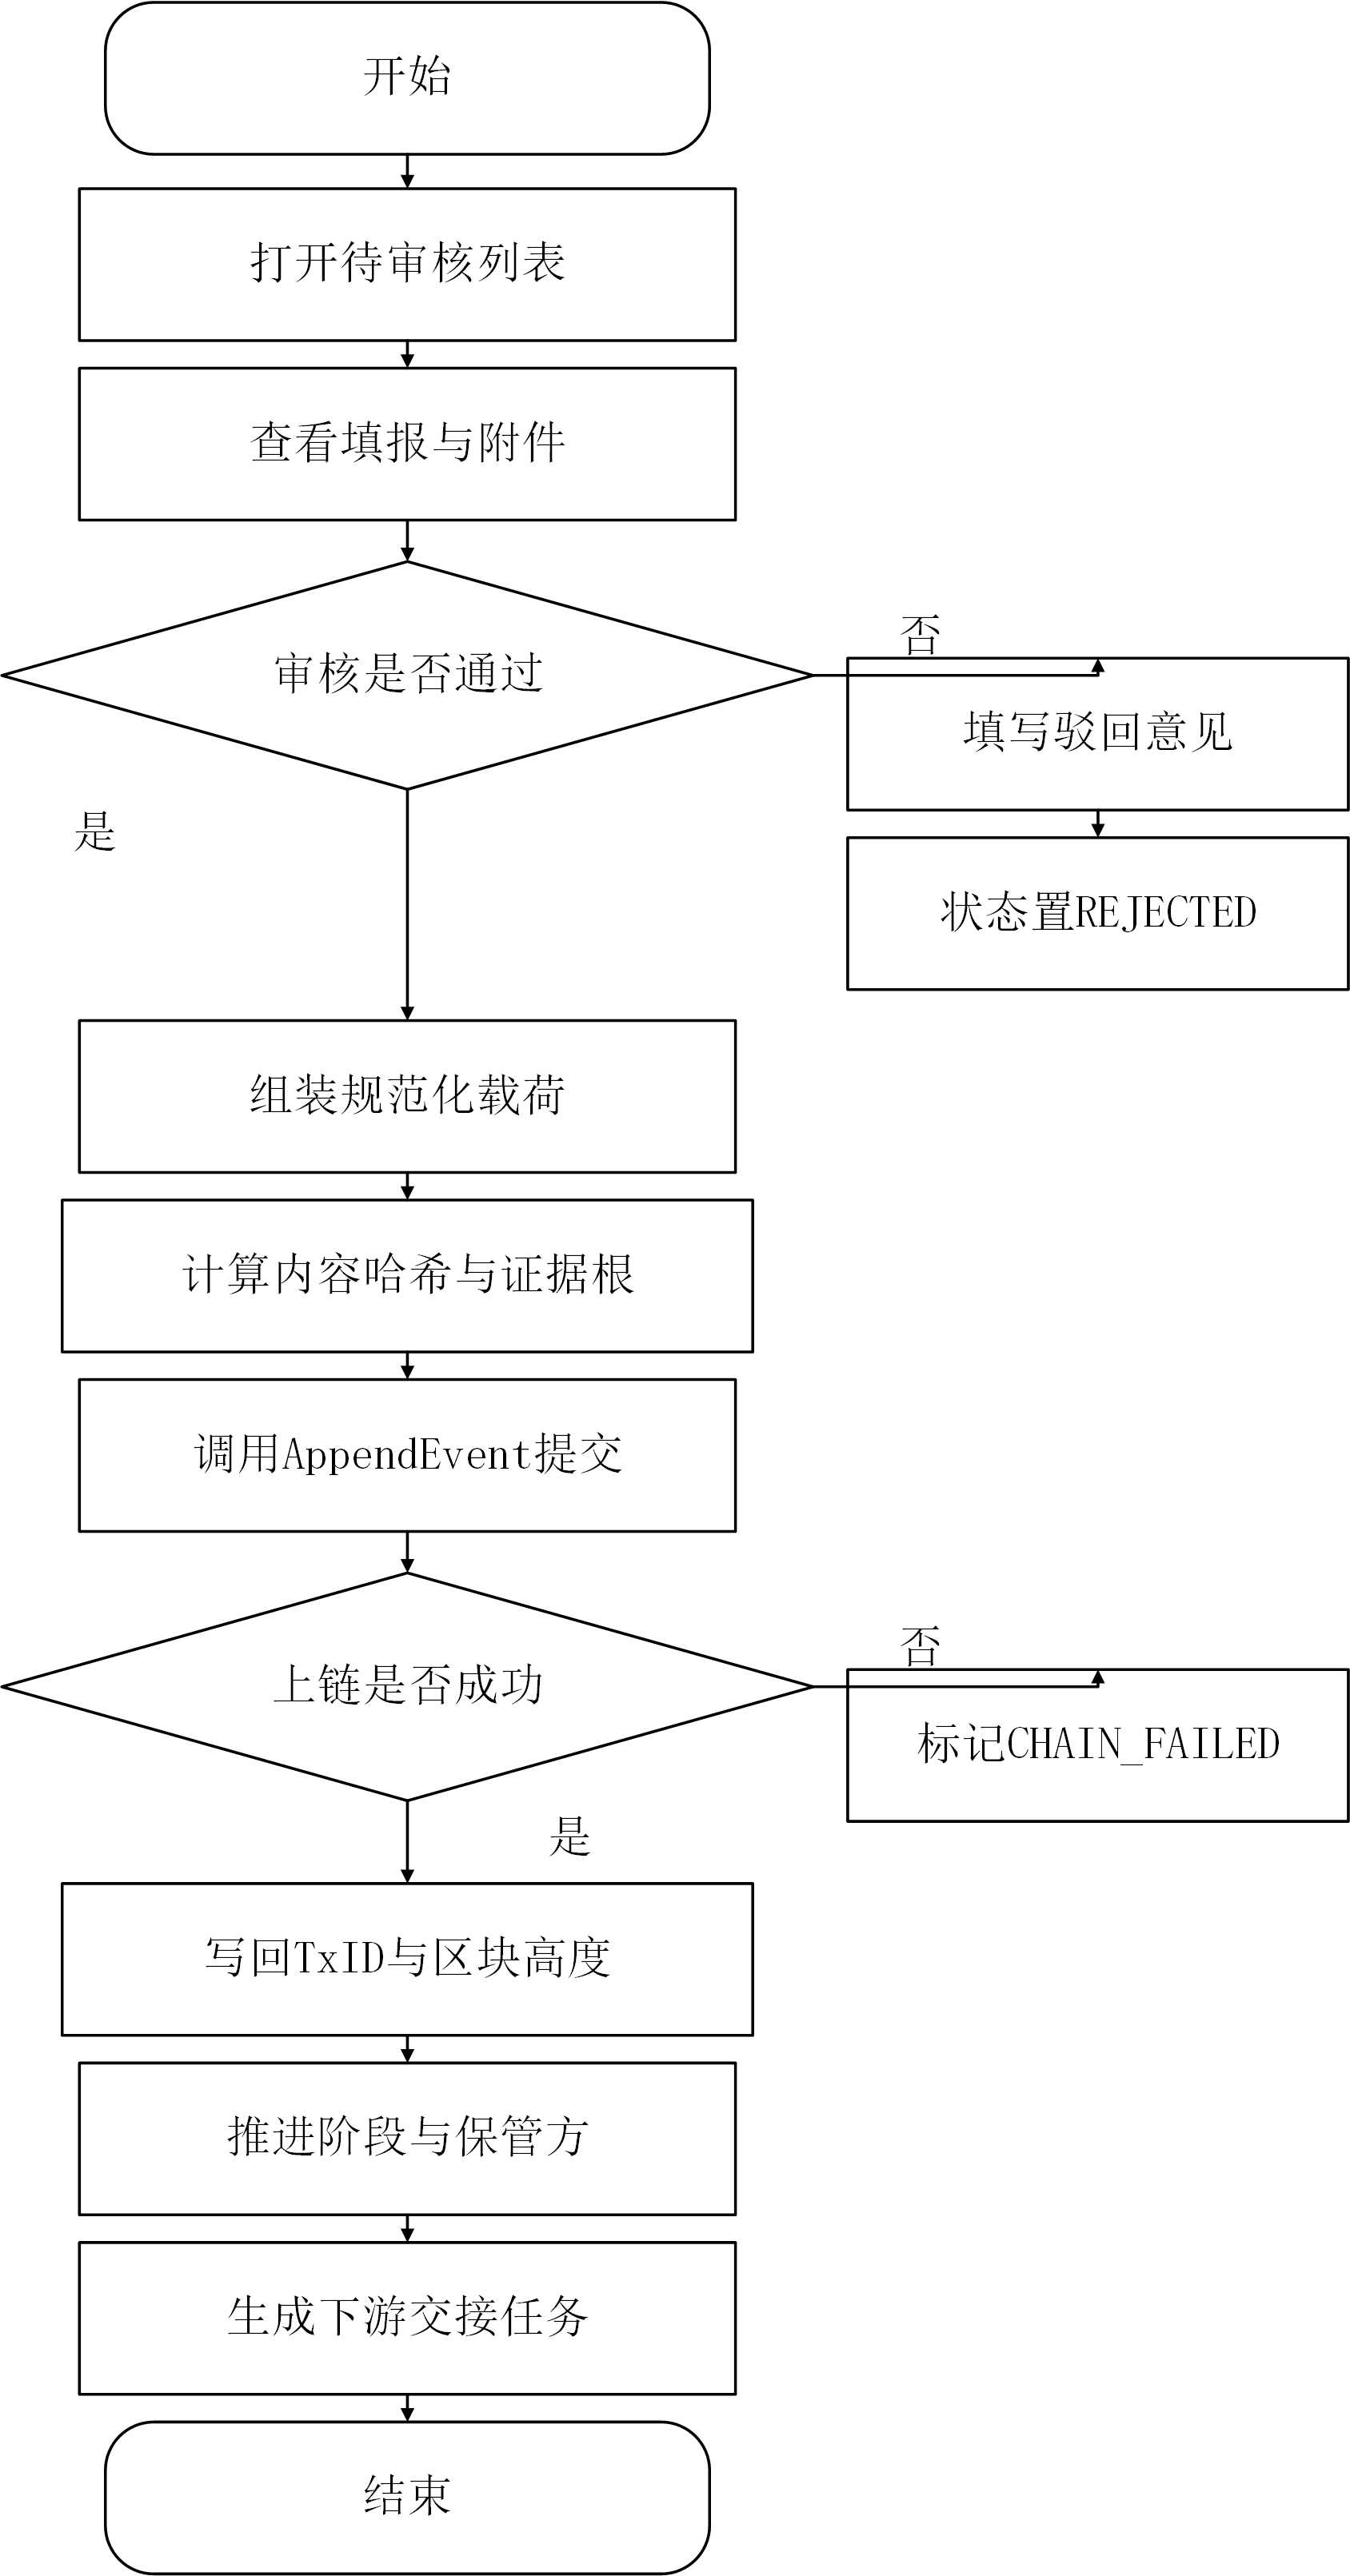 开始
打开待审核列表
查看填报与附件
审核是否通过
否
填写驳回意见
是
状态置REJECTED
组装规范化载荷
计算内容哈希与证据根
调用AppendEvent提交
上链是否成功
否
标记CHAIN_FAILED
是
写回TxID与区块高度
推进阶段与保管方
生成下游交接任务
结束